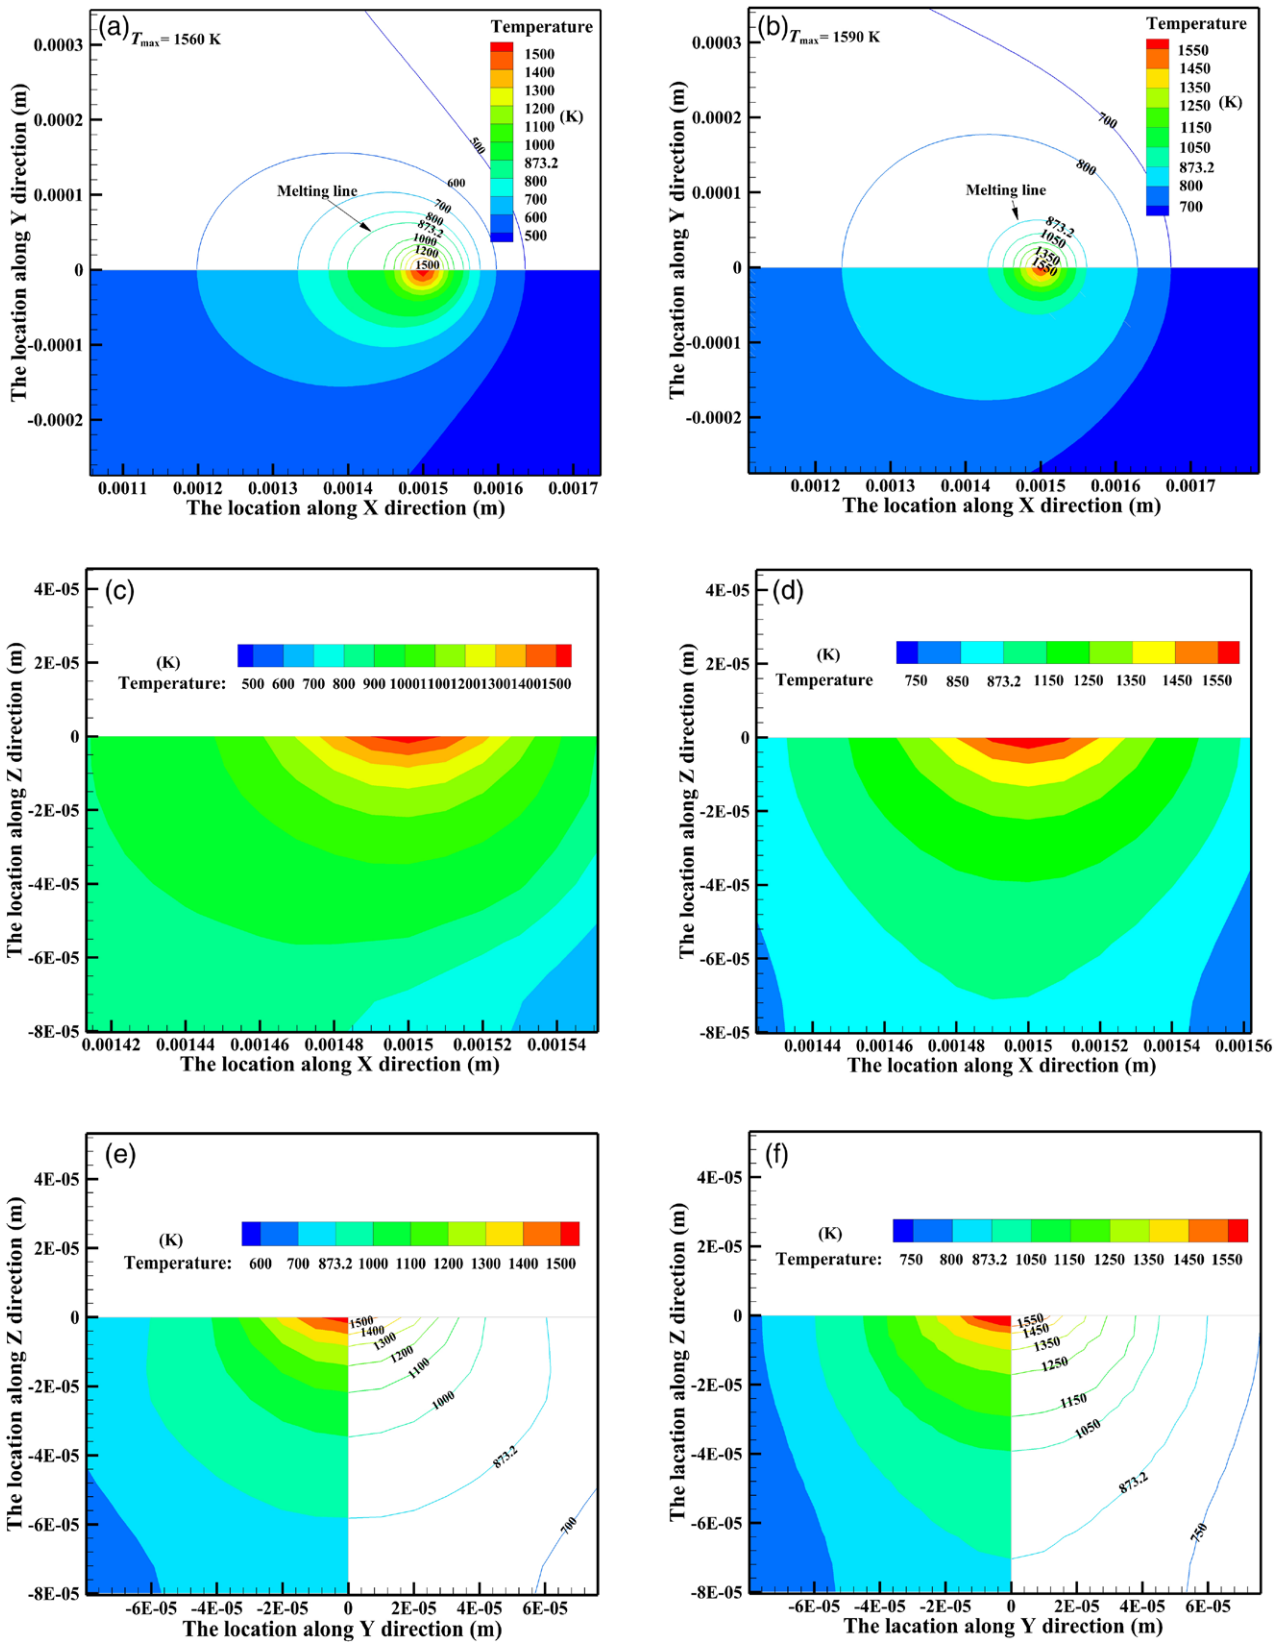 (a)
T max = 1560 K
Temperature
1500
1400
1300
1200
1100
1000
873.2
800
700
600
500
(K)
500
600
700
800
873.2
1000
1200
1500
Melting line
0.0003
0.0002
0.0001
0
-0.0001
-0.0002
The location along Y direction (m)
0.0011 0.0012 0.0013 0.0014 0.0015 0.0016 0.0017
The location along X direction (m)
(b)
T max = 1590 K
Temperature
1550
1450
1350
1250
1150
1050
873.2
800
700
(K)
700
800
Melting line
873.2
1050
1350
1550
0.0003
0.0002
0.0001
0
-0.0001
-0.0002
The location along Y direction (m)
0.0012 0.0013 0.0014 0.0015 0.0016 0.0017
The location along X direction (m)
(c)
(K)
Temperature: 500 600 700 800 900 1000 1100 1200 1300 1400 1500
4E-05
2E-05
0
-2E-05
-4E-05
-6E-05
-8E-05
The location along Z direction (m)
0.00142 0.00144 0.00146 0.00148 0.0015 0.00152 0.00154
The location along X direction (m)
(d)
(K)
Temperature 750 850 873.2 1150 1250 1350 1450 1550
4E-05
2E-05
0
-2E-05
-4E-05
-6E-05
-8E-05
The location along Z direction (m)
0.00144 0.00146 0.00148 0.0015 0.00152 0.00154 0.00156
The location along X direction (m)
(e)
(K)
Temperature: 600 700 873.2 1000 1100 1200 1300 1400 1500
1500
1400
1300
1200
1100
1000
873.2
700
4E-05
2E-05
0
-2E-05
-4E-05
-6E-05
-8E-05
The location along Z direction (m)
-6E-05 -4E-05 -2E-05 0 2E-05 4E-05 6E-05
The location along Y direction (m)
(f)
(K)
Temperature: 750 800 873.2 1050 1150 1250 1350 1450 1550
1550
1450
1350
1250
1150
1050
873.2
750
4E-05
2E-05
0
-2E-05
-4E-05
-6E-05
-8E-05
The lacation along Z direction (m)
-6E-05 -4E-05 -2E-05 0 2E-05 4E-05 6E-05
The lacation along Y direction (m)